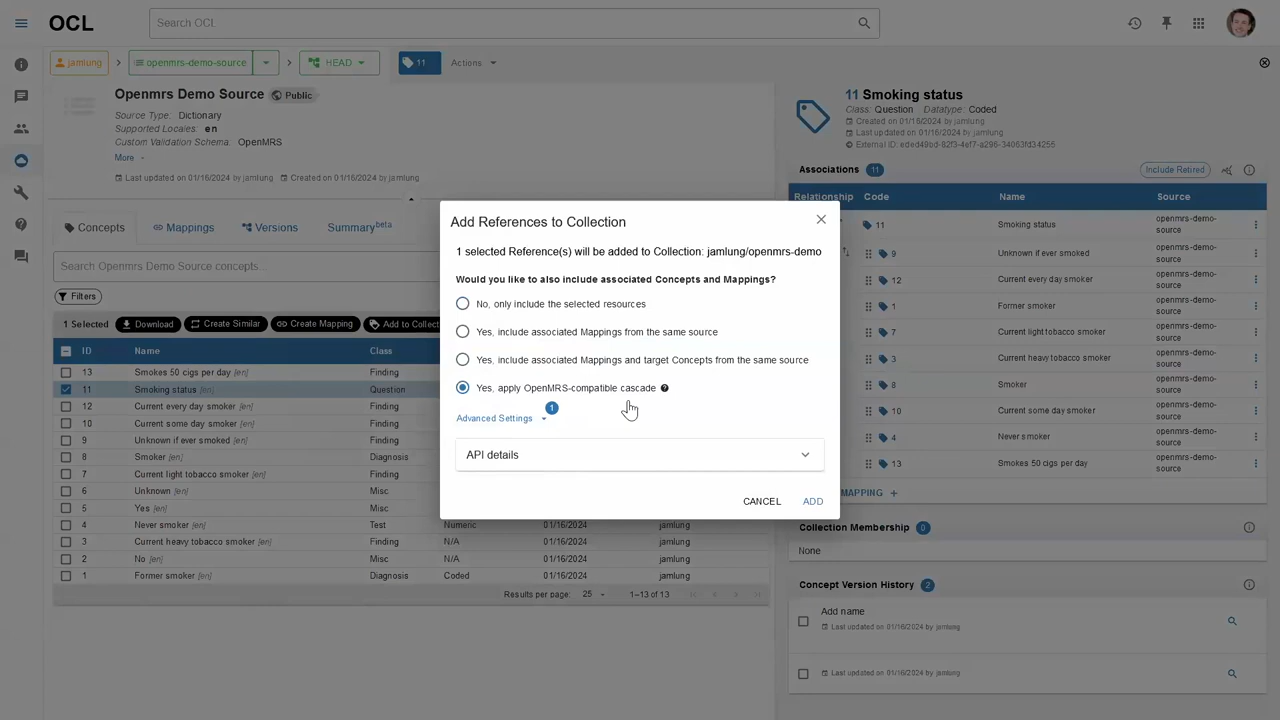 OCL
Search OCL
jamlung
openmrs-demo-source
HEAD
11
Actions
Openmrs Demo Source
Public
Source Type: Dictionary
Supported Locales: en
Custom Validation Schema: OpenMRS
More
Last updated on 01/16/2024 by jamlung
Created on 01/16/2024 by jamlung
Concepts
Mappings
Versions
Summary beta
Search Openmrs Demo Source concepts...
Filters
1 Selected
Download
Create Similar
Create Mapping
Add to Collect
ID Name Class
13 Smokes 50 cigs per day [en] Finding
11 Smoking status [en] Question
12 Current every day smoker [en] Finding
10 Current some day smoker [en] Finding
9 Unknown if ever smoked [en] Finding
8 Smoker [en] Diagnosis
7 Current light tobacco smoker [en] Finding
6 Unknown [en] Misc
5 Yes [en] Misc
4 Never smoker [en] Test Numeric 01/16/2024 jamlung
3 Current heavy tobacco smoker [en] Finding N/A 01/16/2024 jamlung
2 No [en] Misc N/A 01/16/2024 jamlung
1 Former smoker [en] Diagnosis Coded 01/16/2024 jamlung
Results per page: 25 1–13 of 13
Add References to Collection
1 selected Reference(s) will be added to Collection: jamlung/openmrs-demo
Would you like to also include associated Concepts and Mappings?
No, only include the selected resources
Yes, include associated Mappings from the same source
Yes, include associated Mappings and target Concepts from the same source
Yes, apply OpenMRS-compatible cascade
Advanced Settings 1
API details
CANCEL ADD
11 Smoking status
Class: Question Datatype: Coded
Created on 01/16/2024 by jamlung
Last updated on 01/16/2024 by jamlung
External ID: eded49bd-82f3-4ef7-a296-34063fd34255
Associations 11
Include Retired
Relationship Code Name Source
11 Smoking status openmrs-demo-source
9 Unknown if ever smoked openmrs-demo-source
12 Current every day smoker openmrs-demo-source
1 Former smoker openmrs-demo-source
7 Current light tobacco smoker openmrs-demo-source
3 Current heavy tobacco smoker openmrs-demo-source
8 Smoker openmrs-demo-source
10 Current some day smoker openmrs-demo-source
4 Never smoker openmrs-demo-source
13 Smokes 50 cigs per day openmrs-demo-source
MAPPING +
Collection Membership 0
None
Concept Version History 2
Add name
Last updated on 01/16/2024 by jamlung
Last updated on 01/16/2024 by jamlung